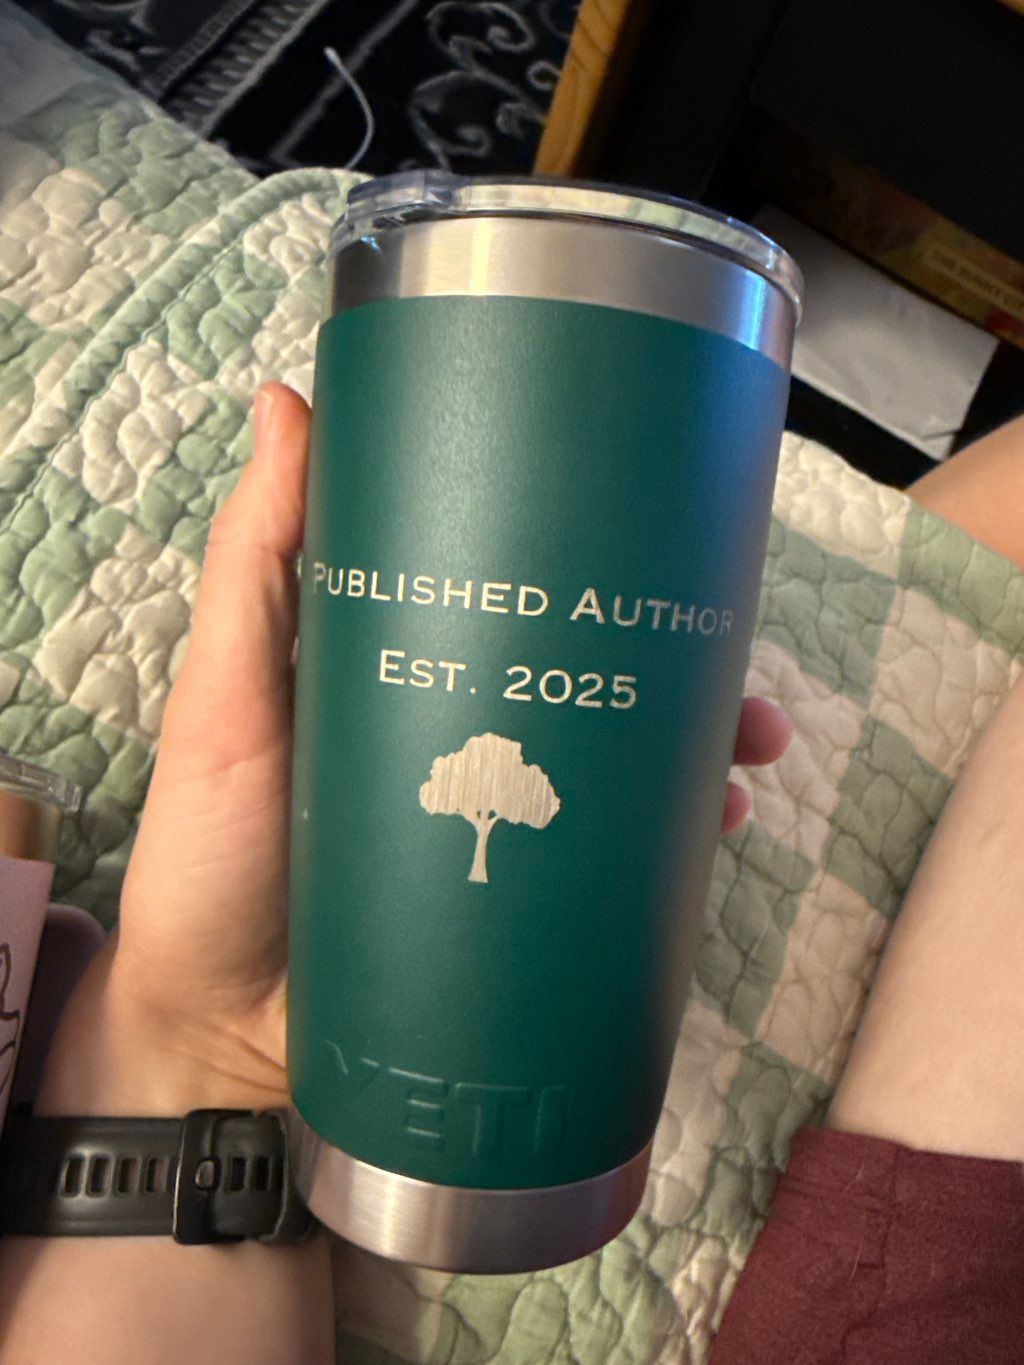 Published Author
Est. 2025
YETI